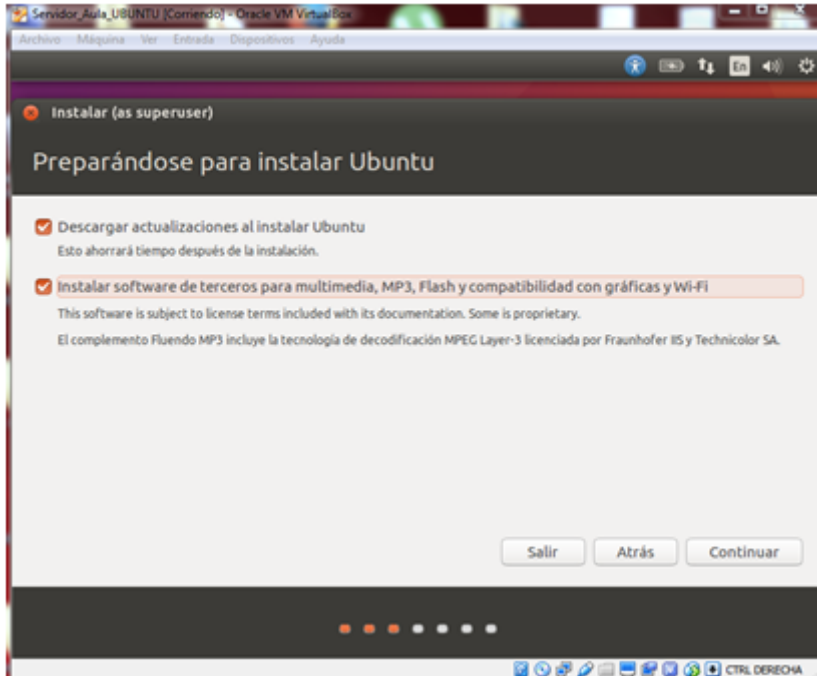 Servidor_Aula_UBUNTU [Corriendo] - Oracle VM VirtualBox
Archivo Máquina Ver Entrada Dispositivos Ayuda
En
Instalar (as superuser)
Preparándose para instalar Ubuntu
Descargar actualizaciones al instalar Ubuntu
Esto ahorrará tiempo después de la instalación.
Instalar software de terceros para multimedia, MP3, Flash y compatibilidad con gráficas y Wi-Fi
This software is subject to license terms included with its documentation. Some is proprietary.
El complemento Fluendo MP3 incluye la tecnología de decodificación MPEG Layer-3 licenciada por Fraunhofer IIS y Technicolor SA.
Salir Atrás Continuar
CTRL DERECHA